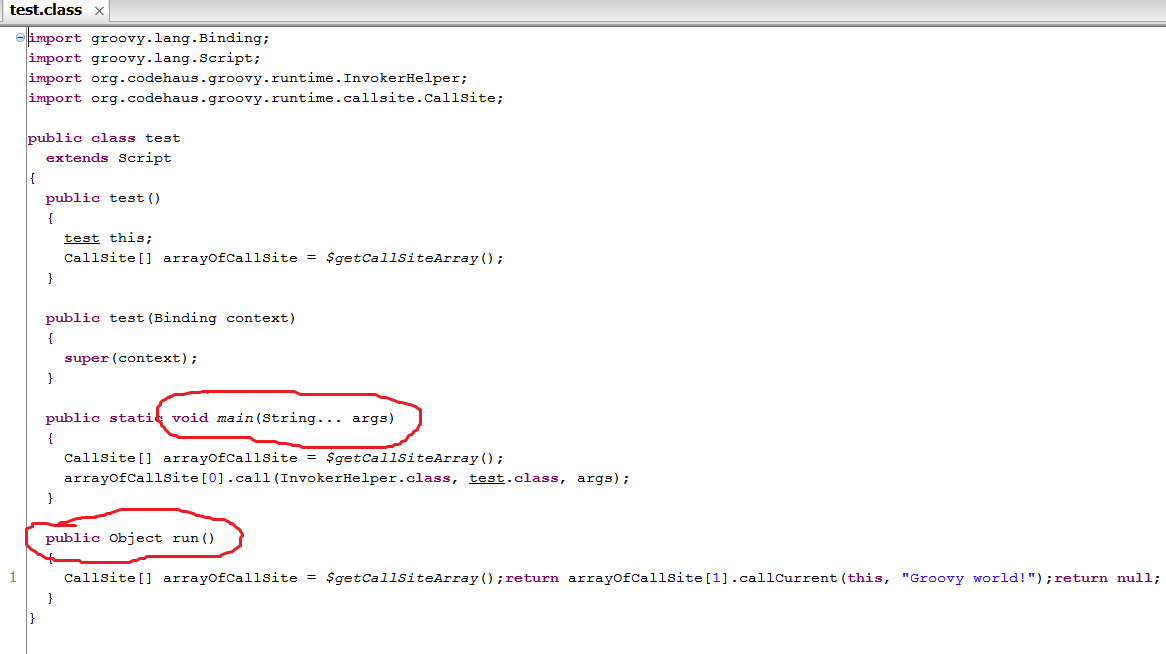 test.class ×
import groovy.lang.Binding;
import groovy.lang.Script;
import org.codehaus.groovy.runtime.InvokerHelper;
import org.codehaus.groovy.runtime.callsite.CallSite;
public class test
extends Script
{
public test()
{
test this;
CallSite[] arrayOfCallSite = $getCallSiteArray();
}
public test(Binding context)
{
super(context);
}
public static void main(String... args)
{
CallSite[] arrayOfCallSite = $getCallSiteArray();
arrayOfCallSite[0].call(InvokerHelper.class, test.class, args);
}
public Object run()
{
1 CallSite[] arrayOfCallSite = $getCallSiteArray();return arrayOfCallSite[1].callCurrent(this, "Groovy world!");return null;
}
}